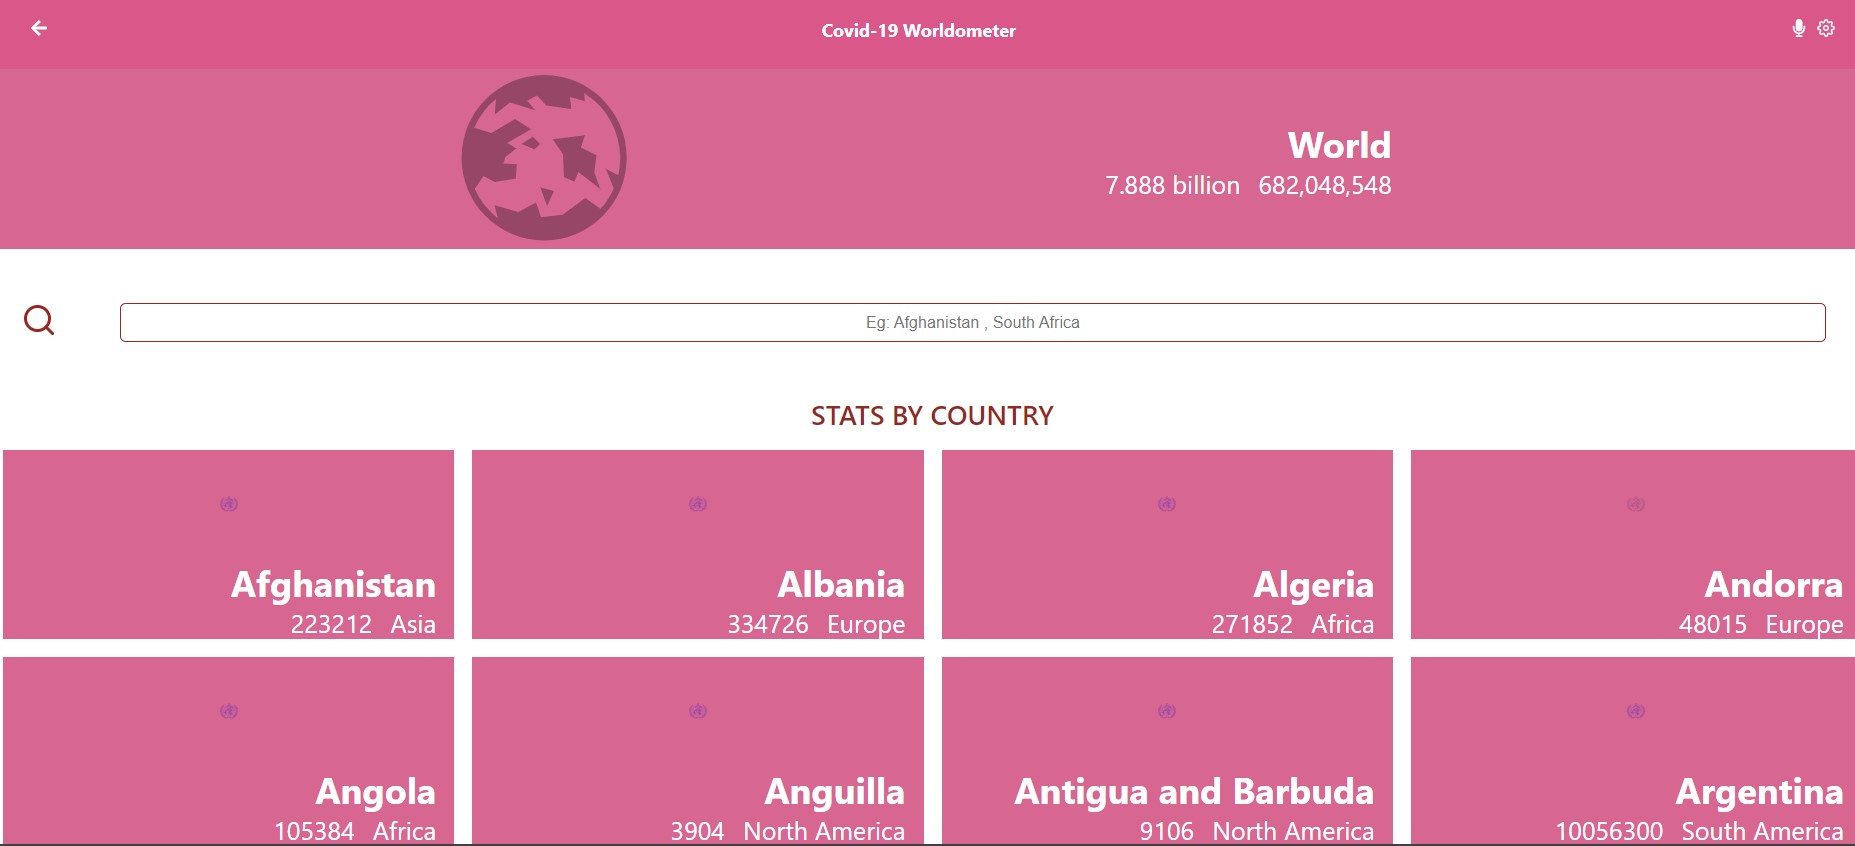 Covid-19 Worldometer
World
7.888 billion 682,048,548
Eg: Afghanistan , South Africa
STATS BY COUNTRY
Afghanistan
223212 Asia
Albania
334726 Europe
Algeria
271852 Africa
Andorra
48015 Europe
Angola
105384 Africa
Anguilla
3904 North America
Antigua and Barbuda
9106 North America
Argentina
10056300 South America